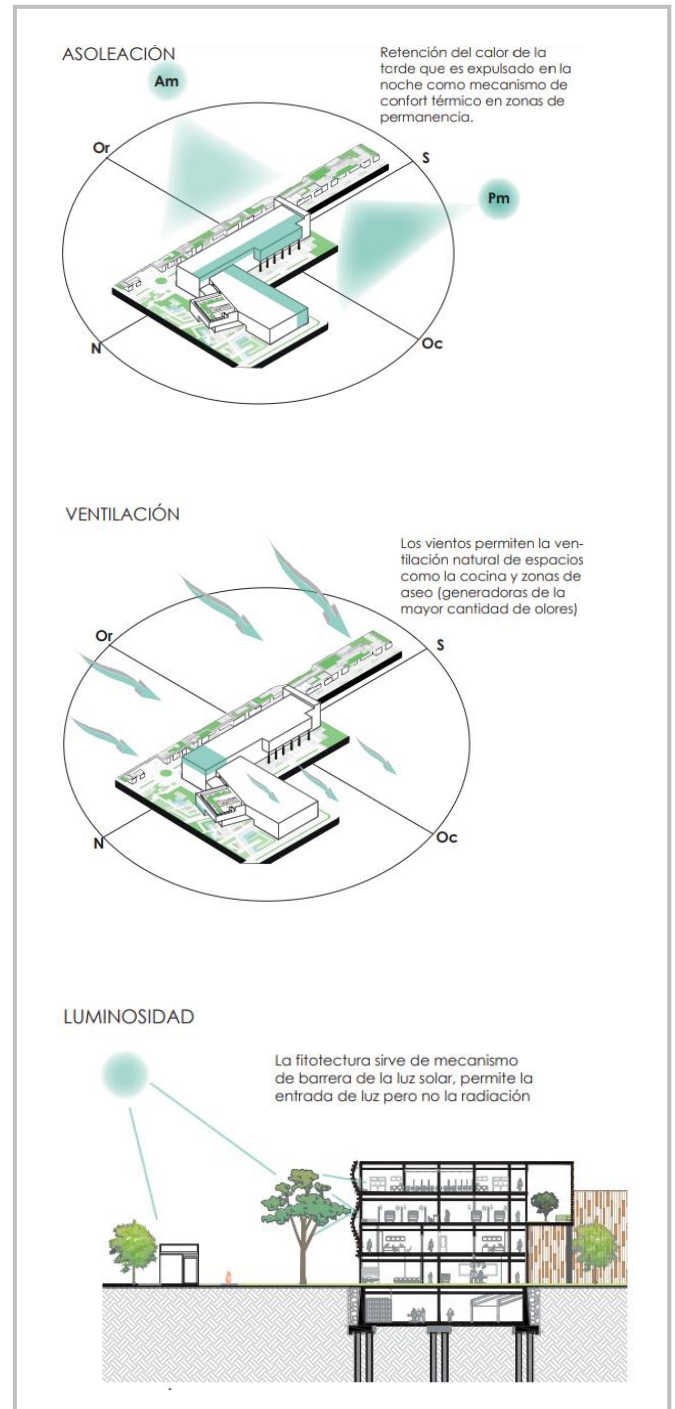 ASOLEACIÓN
Retención del calor de la
tarde que es expulsado en la
noche como mecanismo de
confort térmico en zonas de
permanencia.
Am
Or
S
Pm
N
Oc
VENTILACIÓN
Los vientos permiten la ven-
tilación natural de espacios
como la cocina y zonas de
aseo (generadoras de la
mayor cantidad de olores)
Or
S
N
Oc
LUMINOSIDAD
La fitotectura sirve de mecanismo
de barrera de la luz solar, permite la
entrada de luz pero no la radiación